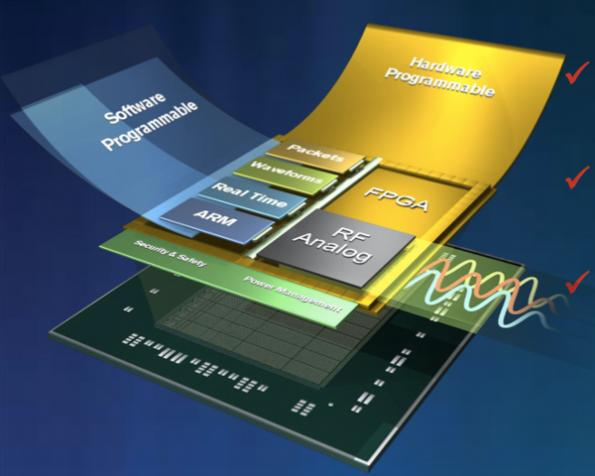 Software
Programmable
Hardware
Programmable
Packets
Waveforms
Real Time
ARM
FPGA
RF
Analog
Security & Safety
Power Management